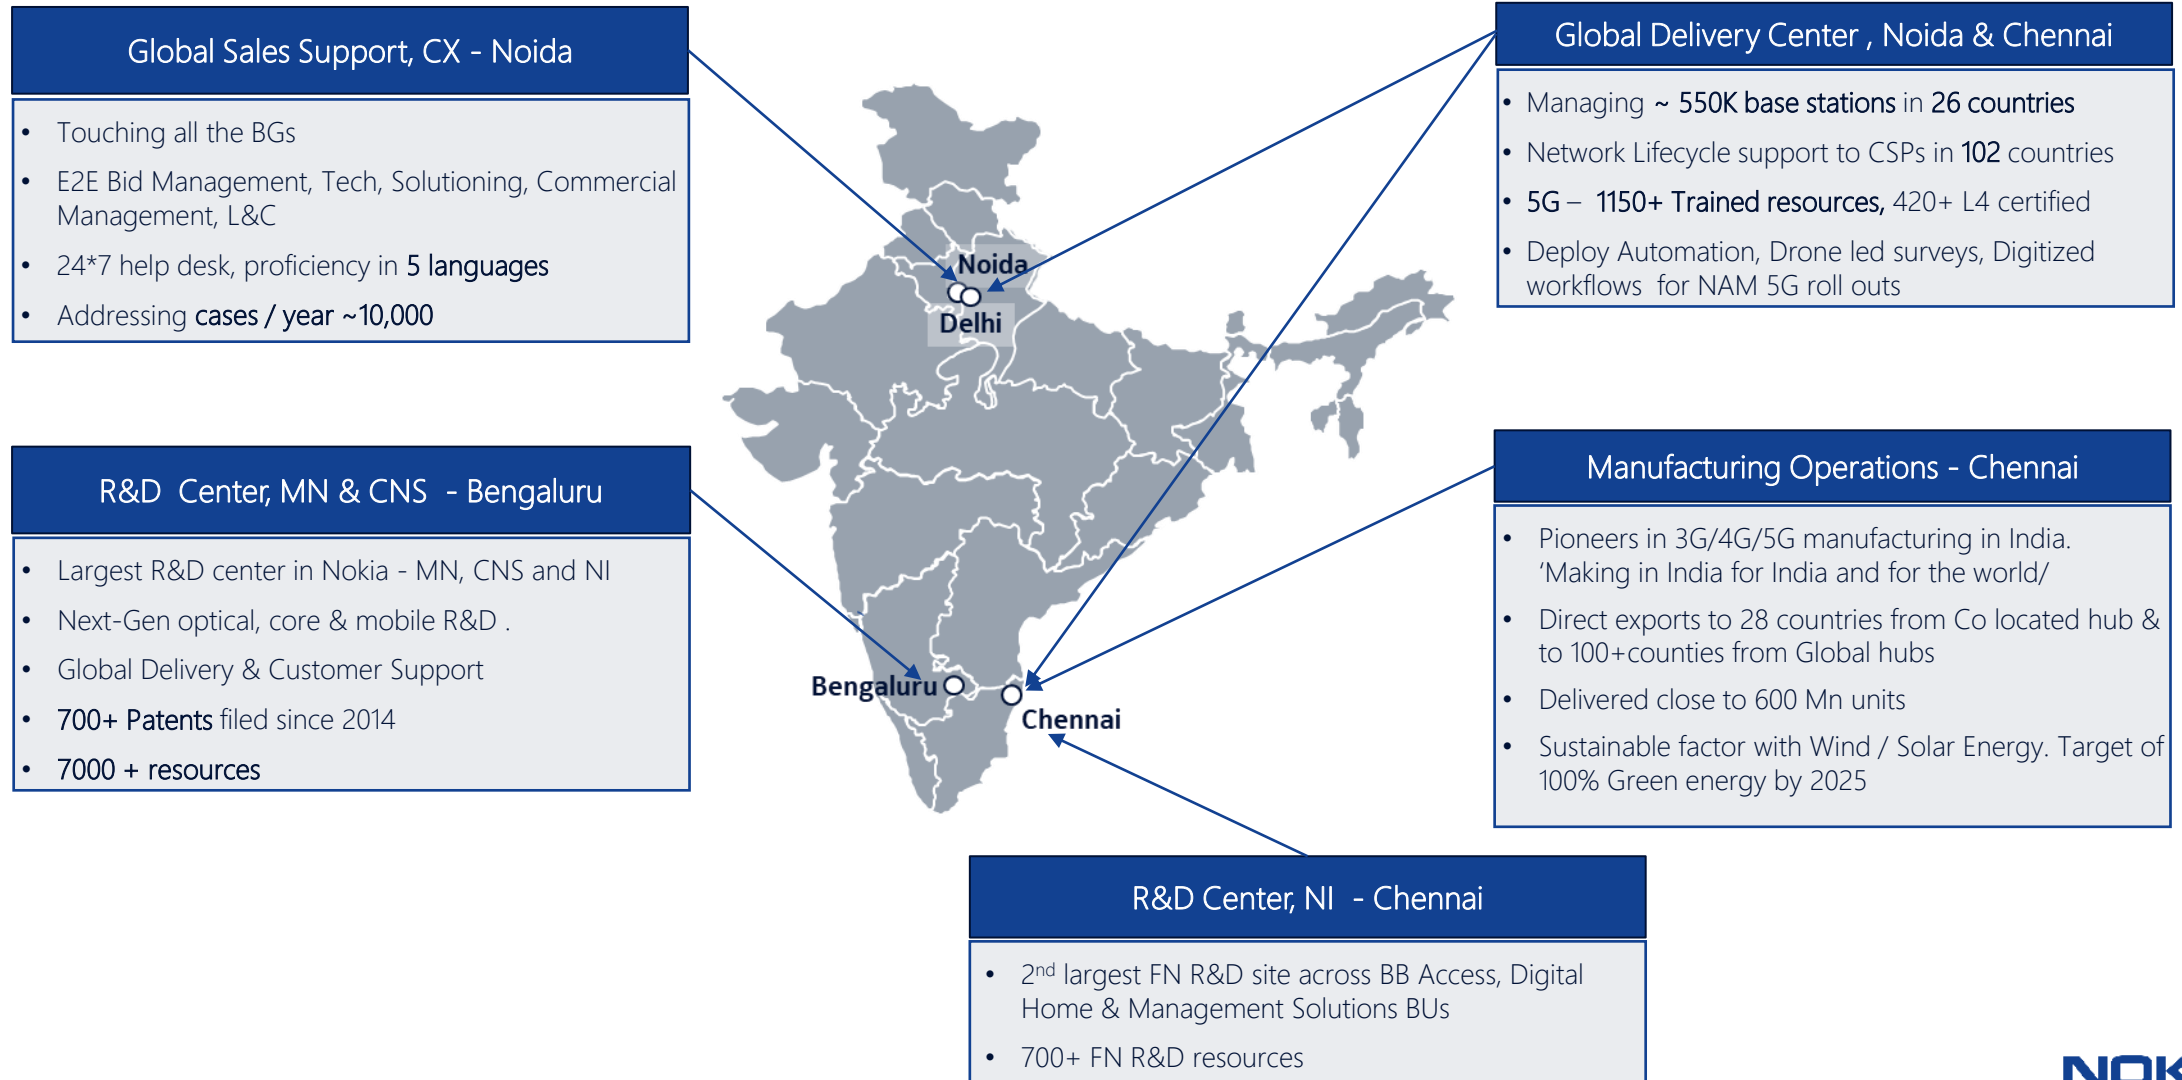 Global Sales Support, CX - Noida
• Touching all the BGs
• E2E Bid Management, Tech, Solutioning, Commercial
Management, L&C
• 24*7 help desk, proficiency in 5 languages
• Addressing cases / year ~10,000
Global Delivery Center , Noida & Chennai
• Managing ~ 550K base stations in 26 countries
• Network Lifecycle support to CSPs in 102 countries
• 5G – 1150+ Trained resources, 420+ L4 certified
• Deploy Automation, Drone led surveys, Digitized
workflows for NAM 5G roll outs
Noida
Delhi
R&D Center, MN & CNS - Bengaluru
• Largest R&D center in Nokia - MN, CNS and NI
• Next-Gen optical, core & mobile R&D .
• Global Delivery & Customer Support
• 700+ Patents filed since 2014
• 7000 + resources
Bengaluru
Chennai
Manufacturing Operations - Chennai
• Pioneers in 3G/4G/5G manufacturing in India.
‘Making in India for India and for the world/
• Direct exports to 28 countries from Co located hub &
to 100+counties from Global hubs
• Delivered close to 600 Mn units
• Sustainable factor with Wind / Solar Energy. Target of
100% Green energy by 2025
R&D Center, NI - Chennai
• 2nd largest FN R&D site across BB Access, Digital
Home & Management Solutions BUs
• 700+ FN R&D resources